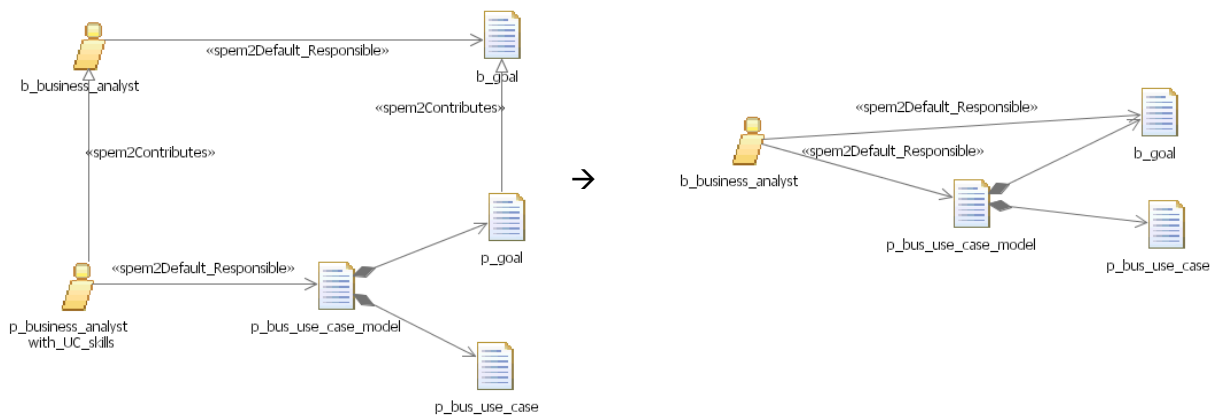 «spem2Default_Responsible»
b_business_analyst
b_goal
«spem2Contributes»
«spem2Contributes»
p_goal
«spem2Default_Responsible»
p_business_analyst
with_UC_skills
p_bus_use_case_model
p_bus_use_case
→
«spem2Default_Responsible»
«spem2Default_Responsible»
b_goal
b_business_analyst
p_bus_use_case_model
p_bus_use_case